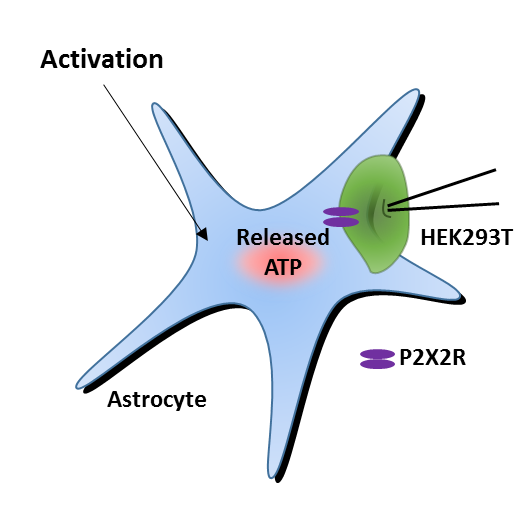 Activation
Released
ATP
HEK293T
P2X2R
Astrocyte